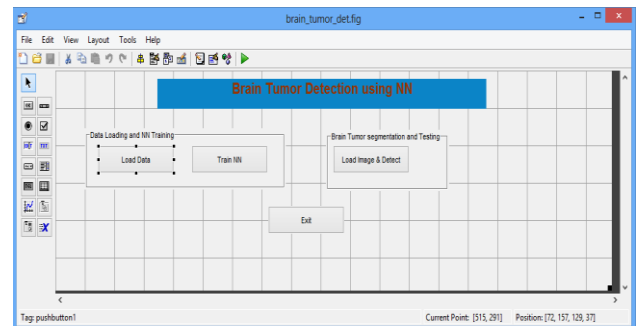 brain_tumor_det.fig
File Edit View Layout Tools Help
Brain Tumor Detection using NN
Data Loading and NN Training
Brain Tumor segmentation and Testing
Load Data Train NN Load Image & Detect
Exit
Tag: pushbutton1 Current Point: [515, 291] Position: [72, 157, 129, 37]